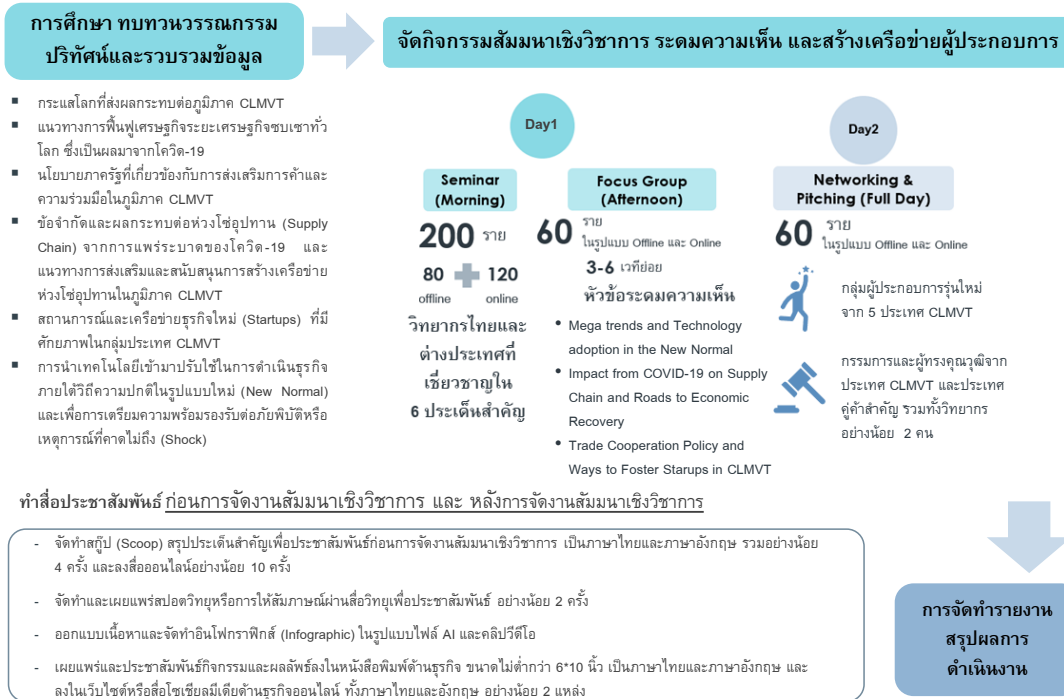 การศึกษา ทบทวนวรรณกรรม
ปริทัศน์และรวบรวมข้อมูล
จัดกิจกรรมสัมมนาเชิงวิชาการ ระดมความเห็น และสร้างเครือข่ายผู้ประกอบการ
▪ กระแสโลกที่ส่งผลกระทบต่อภูมิภาค CLMVT
▪ แนวทางการฟื้นฟูเศรษฐกิจระยะเศรษฐกิจซบเซาทั่ว
โลก ซึ่งเป็นผลมาจากโควิด-19
▪ นโยบายภาครัฐที่เกี่ยวข้องกับการส่งเสริมการค้าและ
ความร่วมมือในภูมิภาค CLMVT
▪ ข้อจำกัดและผลกระทบต่อห่วงโซ่อุปทาน (Supply
Chain) จากการแพร่ระบาดของโควิด-19 และ
แนวทางการส่งเสริมและสนับสนุนการสร้างเครือข่าย
ห่วงโซ่อุปทานในภูมิภาค CLMVT
▪ สถานการณ์และเครือข่ายธุรกิจใหม่ (Startups) ที่มี
ศักยภาพในกลุ่มประเทศ CLMVT
▪ การนำเทคโนโลยีเข้ามาปรับใช้ในการดำเนินธุรกิจ
ภายใต้วิถีความปกติในรูปแบบใหม่ (New Normal)
และเพื่อการเตรียมความพร้อมรองรับต่อภัยพิบัติหรือ
เหตุการณ์ที่คาดไม่ถึง (Shock)
Day1
Seminar
(Morning)
200 ราย
80 + 120
offline online
วิทยากรไทยและ
ต่างประเทศที่
เชี่ยวชาญใน
6 ประเด็นสำคัญ
Focus Group
(Afternoon)
60 ราย
ในรูปแบบ Offline และ Online
3-6 เวทีย่อย
หัวข้อระดมความเห็น
• Mega trends and Technology
adoption in the New Normal
• Impact from COVID-19 on Supply
Chain and Roads to Economic
Recovery
• Trade Cooperation Policy and
Ways to Foster Starups in CLMVT
Day2
Networking &
Pitching (Full Day)
60 ราย
ในรูปแบบ Offline และ Online
กลุ่มผู้ประกอบการรุ่นใหม่
จาก 5 ประเทศ CLMVT
กรรมการและผู้ทรงคุณวุฒิจาก
ประเทศ CLMVT และประเทศ
คู่ค้าสำคัญ รวมทั้งวิทยากร
อย่างน้อย 2 คน
ทำสื่อประชาสัมพันธ์ ก่อนการจัดงานสัมมนาเชิงวิชาการ และ หลังการจัดงานสัมมนาเชิงวิชาการ
- จัดทำสกู๊ป (Scoop) สรุปประเด็นสำคัญเพื่อประชาสัมพันธ์ก่อนการจัดงานสัมมนาเชิงวิชาการ เป็นภาษาไทยและภาษาอังกฤษ รวมอย่างน้อย
4 ครั้ง และลงสื่อออนไลน์อย่างน้อย 10 ครั้ง
- จัดทำและเผยแพร่สปอตวิทยุหรือการให้สัมภาษณ์ผ่านสื่อวิทยุเพื่อประชาสัมพันธ์ อย่างน้อย 2 ครั้ง
- ออกแบบเนื้อหาและจัดทำอินโฟกราฟิกส์ (Infographic) ในรูปแบบไฟล์ AI และคลิปวีดีโอ
- เผยแพร่และประชาสัมพันธ์กิจกรรมและผลลัพธ์ลงในหนังสือพิมพ์ด้านธุรกิจ ขนาดไม่ต่ำกว่า 6*10 นิ้ว เป็นภาษาไทยและภาษาอังกฤษ และ
ลงในเว็บไซต์หรือสื่อโซเชียลมีเดียด้านธุรกิจออนไลน์ ทั้งภาษาไทยและอังกฤษ อย่างน้อย 2 แหล่ง
การจัดทำรายงาน
สรุปผลการ
ดำเนินงาน